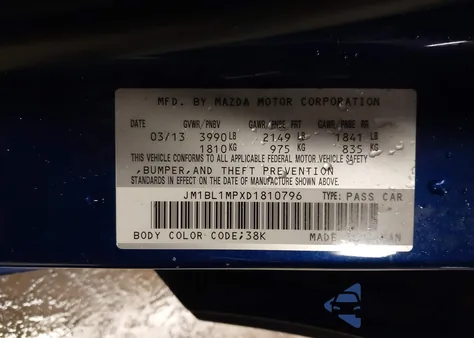 MFD. BY MAZDA MOTOR CORPORATION
DATE GVWR/PNBV GAWR/PNBE FRT GAWR/PNBE RR
03/13 3990 LB 2149 LB 1841 LB
1810 KG 975 KG 835 KG
THIS VEHICLE CONFORMS TO ALL APPLICABLE FEDERAL MOTOR VEHICLE SAFETY
,BUMPER,AND THEFT PREVENTION
STANDARDS IN EFFECT ON THE DATE OF MANUFACTURE SHOWN ABOVE.
JM1BL1MPXD1810796 TYPE: PASS CAR
BODY COLOR CODE;38K MADE